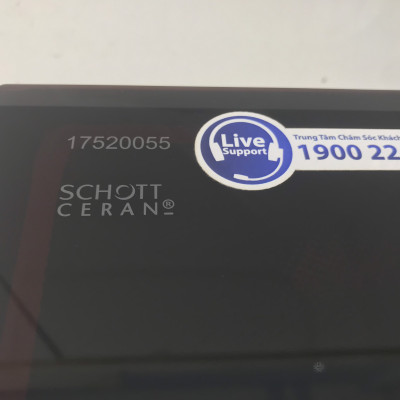 17520055
SCHOTT
CERAN®
Live
Support
Trung Tâm Chăm Sóc Khách
1900 22